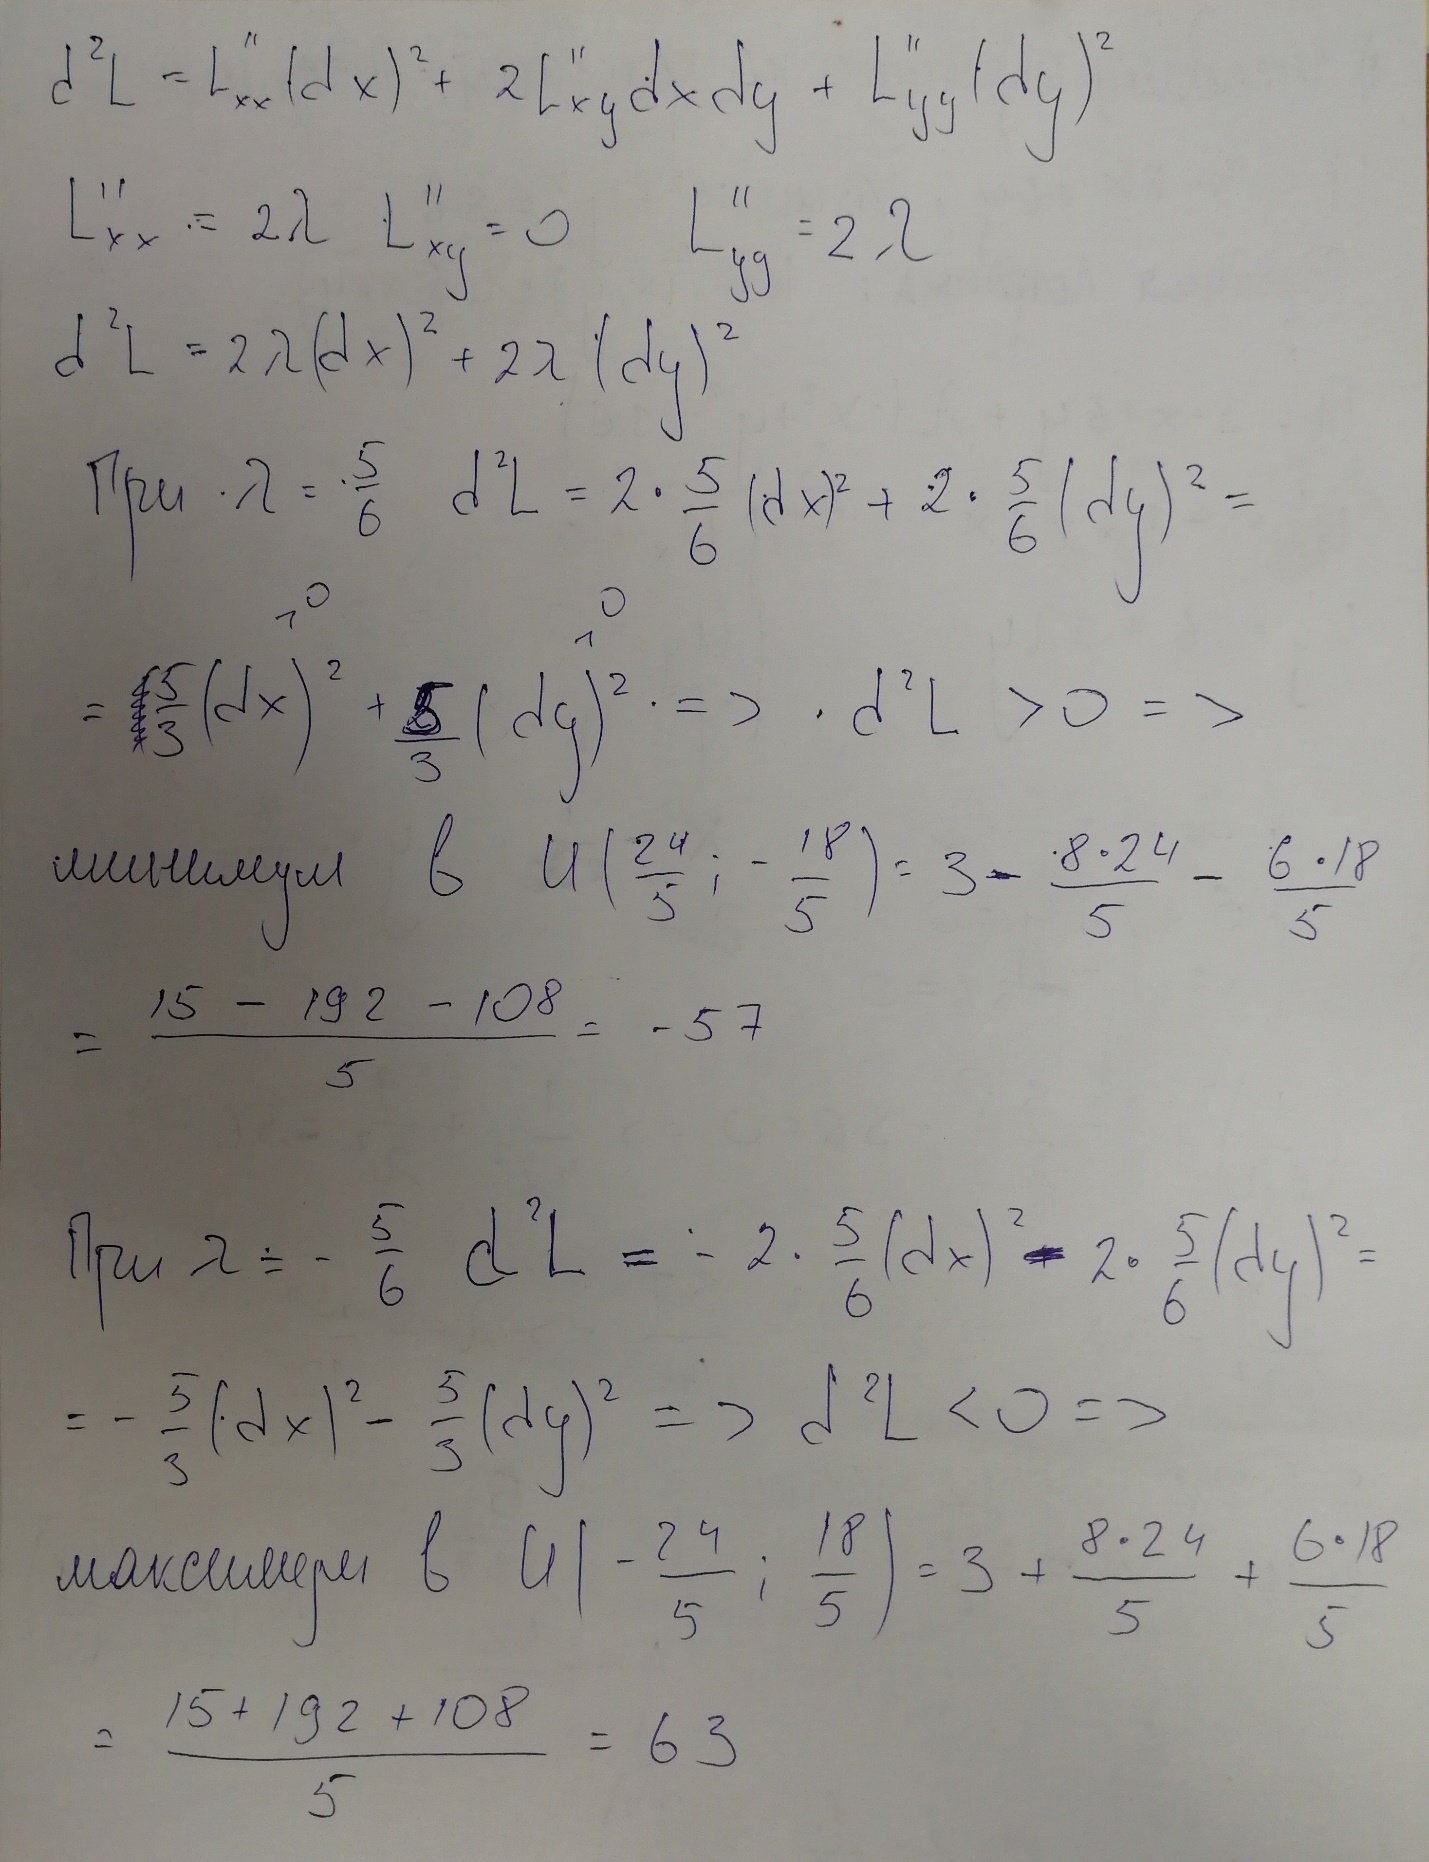 d²L = L''xx (dx)² + 2L''xy dxdy + L''yy (dy)²
L''xx = 2λ L''xy = 0 L''yy = 2λ
d²L = 2λ(dx)² + 2λ (dy)²
При λ = 5/6 d²L = 2 · 5/6 (dx)² + 2 · 5/6 (dy)² =
= 5/3 (dx)² + 5/3 (dy)² => d²L > 0 =>
минимум в U(24/5 ; - 18/5) = 3 - 8·24/5 - 6·18/5
= (15 - 192 - 108)/5 = -57
При λ = - 5/6 d²L = - 2 · 5/6 (dx)² - 2 · 5/6 (dy)² =
= - 5/3 (dx)² - 5/3 (dy)² => d²L < 0 =>
максимум в U(- 24/5 ; 18/5) = 3 + 8·24/5 + 6·18/5
= (15 + 192 + 108)/5 = 63